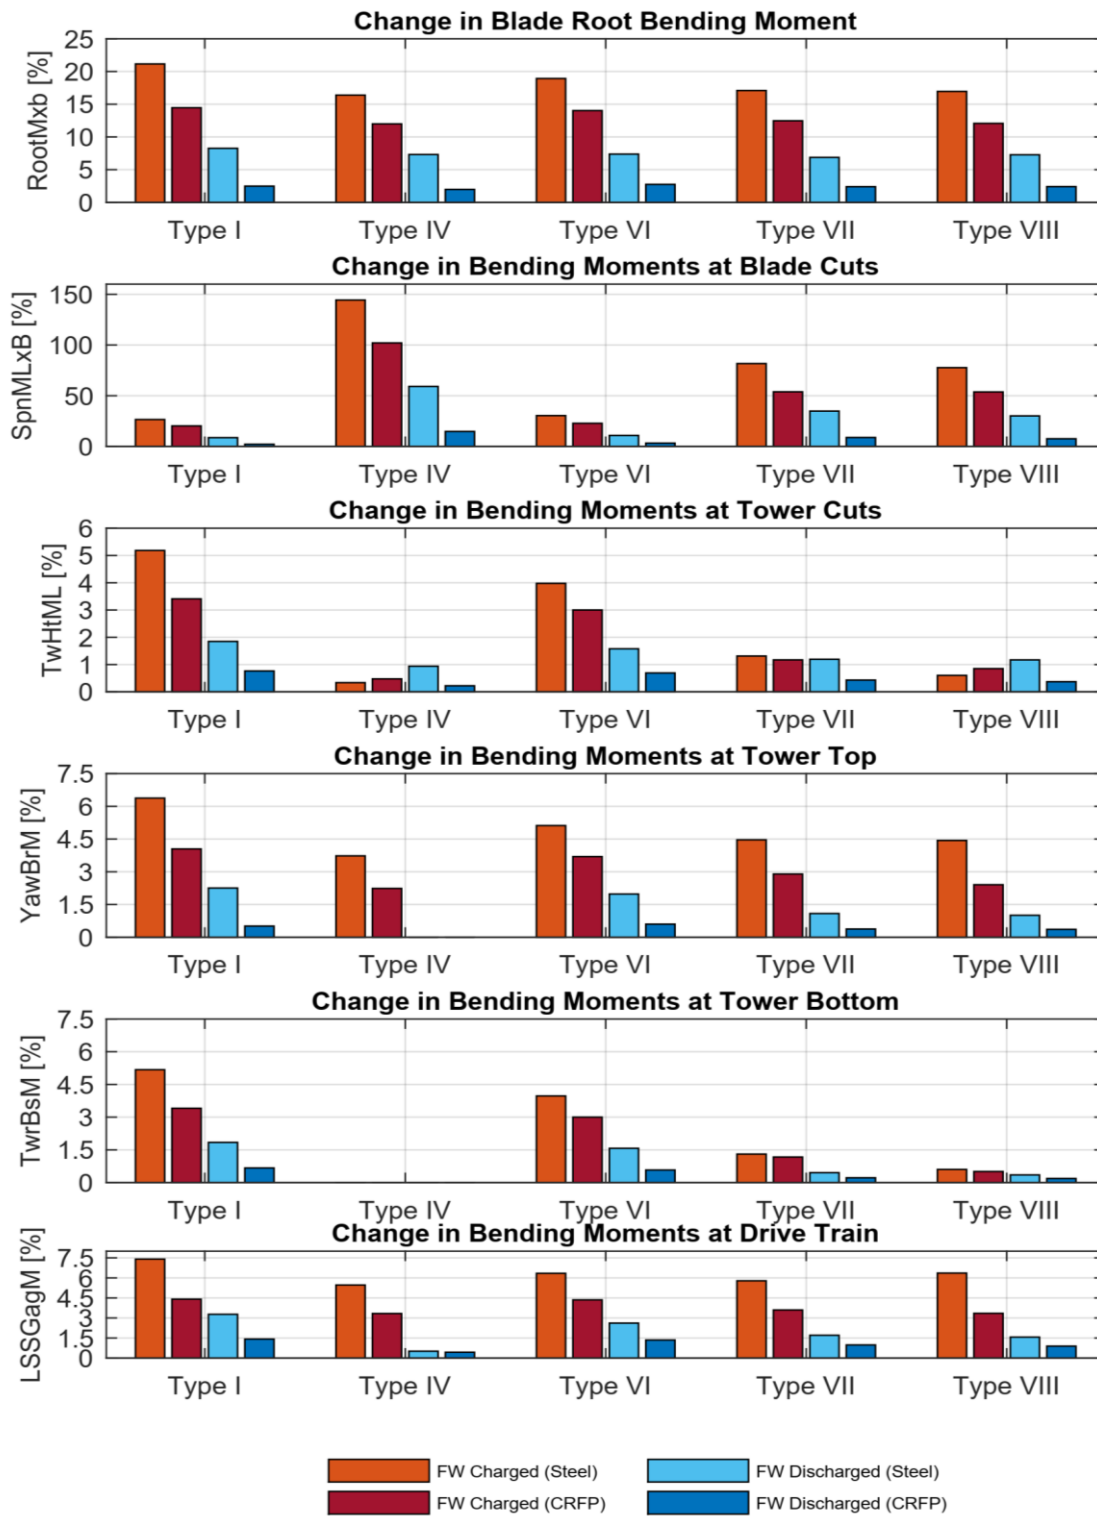 Change in Blade Root Bending Moment
RootMxb [%]
25
20
15
10
5
0
Type I Type IV Type VI Type VII Type VIII
Change in Bending Moments at Blade Cuts
SpnMLxB [%]
150
100
50
0
Type I Type IV Type VI Type VII Type VIII
Change in Bending Moments at Tower Cuts
TwHtML [%]
6
5
4
3
2
1
0
Type I Type IV Type VI Type VII Type VIII
Change in Bending Moments at Tower Top
YawBrM [%]
7.5
6
4.5
3
1.5
0
Type I Type IV Type VI Type VII Type VIII
Change in Bending Moments at Tower Bottom
TwrBsM [%]
7.5
6
4.5
3
1.5
0
Type I Type IV Type VI Type VII Type VIII
Change in Bending Moments at Drive Train
LSSGagM [%]
7.5
6
4.5
3
1.5
0
Type I Type IV Type VI Type VII Type VIII
FW Charged (Steel) FW Discharged (Steel)
FW Charged (CRFP) FW Discharged (CRFP)